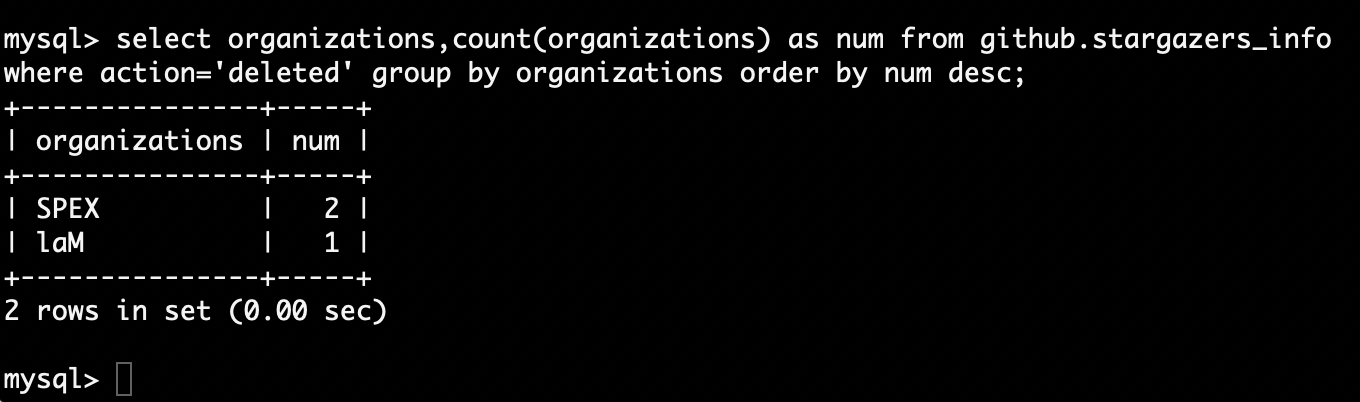 mysql> select organizations,count(organizations) as num from github.stargazers_info
where action='deleted' group by organizations order by num desc;
+---------------+-----+
| organizations | num |
+---------------+-----+
| SPEX          |   2 |
| laM           |   1 |
+---------------+-----+
2 rows in set (0.00 sec)
mysql>